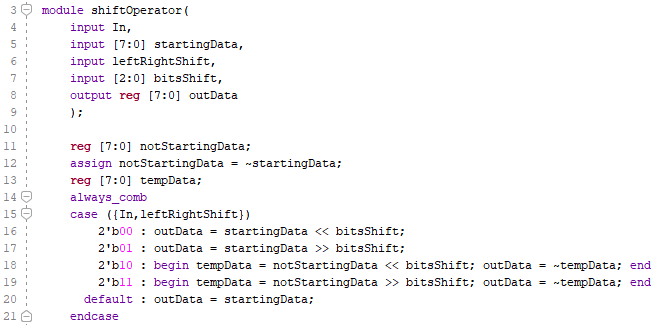 3 module shiftOperator(
4 input In,
5 input [7:0] startingData,
6 input leftRightShift,
7 input [2:0] bitsShift,
8 output reg [7:0] outData
9 );
10
11 reg [7:0] notStartingData;
12 assign notStartingData = ~startingData;
13 reg [7:0] tempData;
14 always_comb
15 case ({In,leftRightShift})
16 2'b00 : outData = startingData << bitsShift;
17 2'b01 : outData = startingData >> bitsShift;
18 2'b10 : begin tempData = notStartingData << bitsShift; outData = ~tempData; end
19 2'b11 : begin tempData = notStartingData >> bitsShift; outData = ~tempData; end
20 default : outData = startingData;
21 endcase